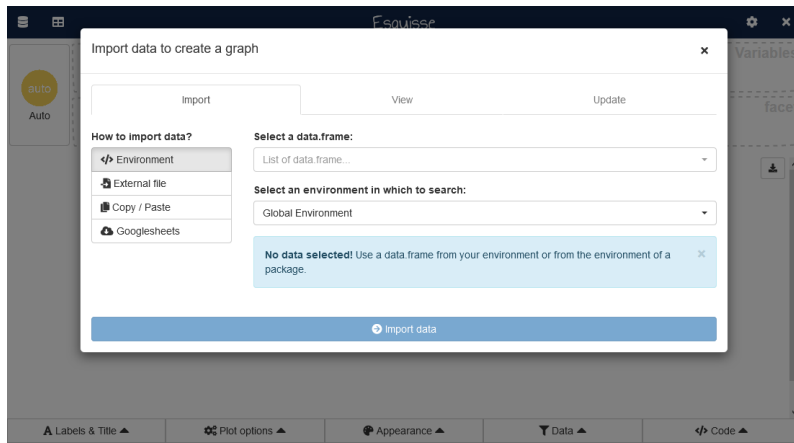 Esquisse
Import data to create a graph
×
Variables
auto
Auto
face
Import
View
Update
How to import data?
Environment
External file
Copy / Paste
Googlesheets
Select a data.frame:
List of data.frame...
Select an environment in which to search:
Global Environment
No data selected! Use a data.frame from your environment or from the environment of a
package.
×
Import data
Labels & Title
Plot options
Appearance
Data
Code